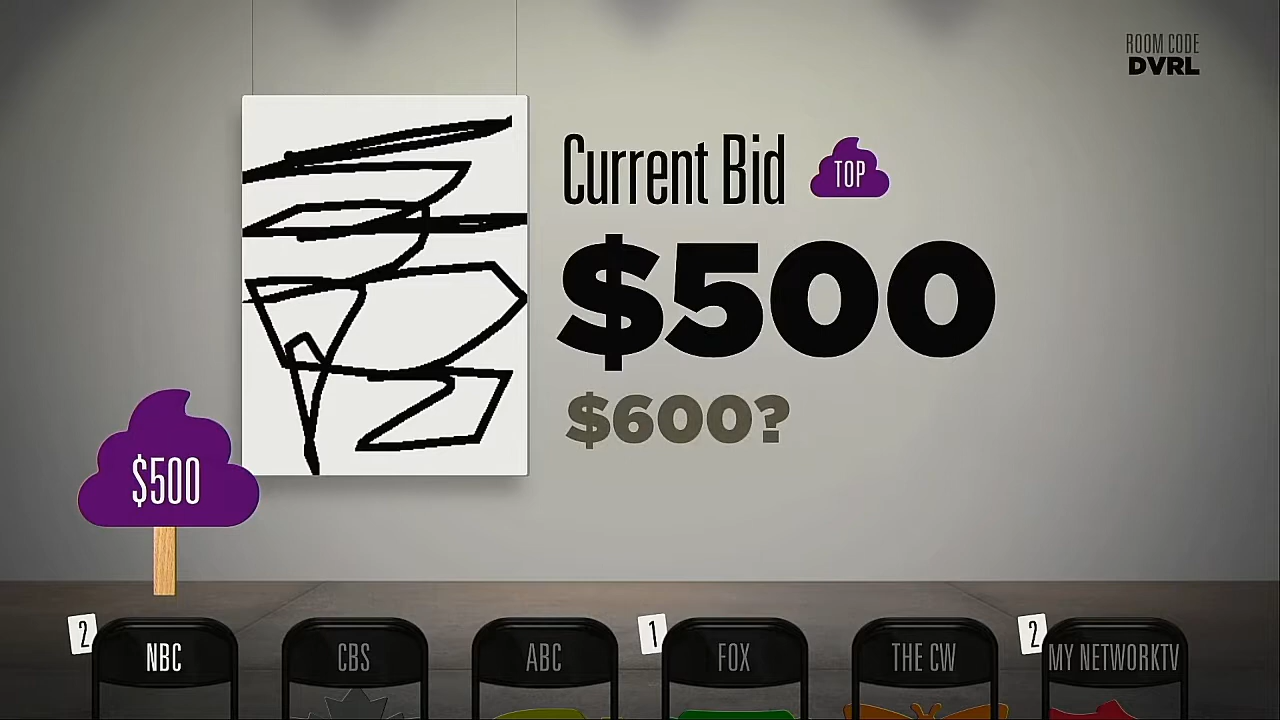 ROOM CODE
DVRL
Current Bid
TOP
$500
$600?
$500
2
NBC
CBS
ABC
1
FOX
THE CW
2
MY NETWORKTV